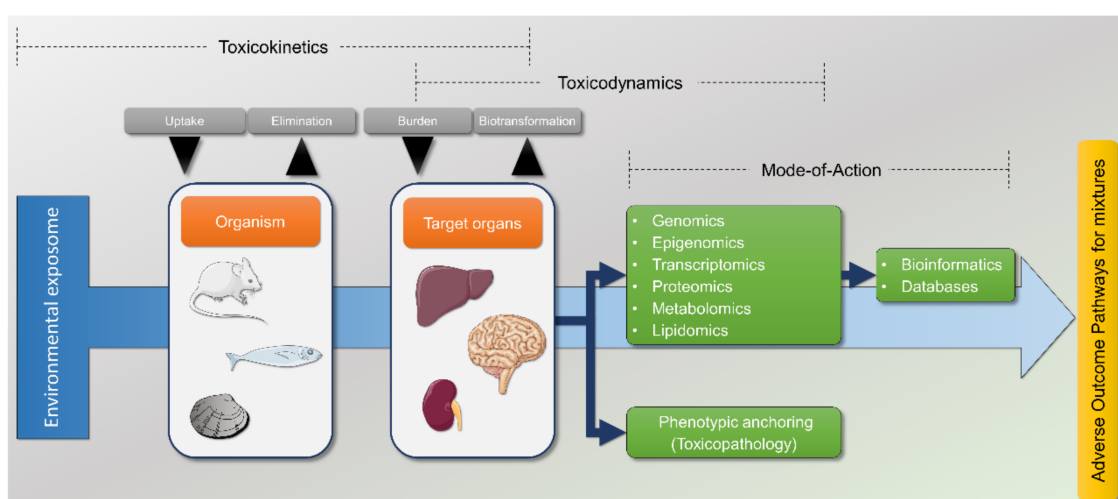 Toxicokinetics
Toxicodynamics
Uptake
Elimination
Burden
Biotransformation
Mode-of-Action
Environmental exposome
Organism
Target organs
• Genomics
• Epigenomics
• Transcriptomics
• Proteomics
• Metabolomics
• Lipidomics
• Bioinformatics
• Databases
Phenotypic anchoring
(Toxicopathology)
Adverse Outcome Pathways for mixtures